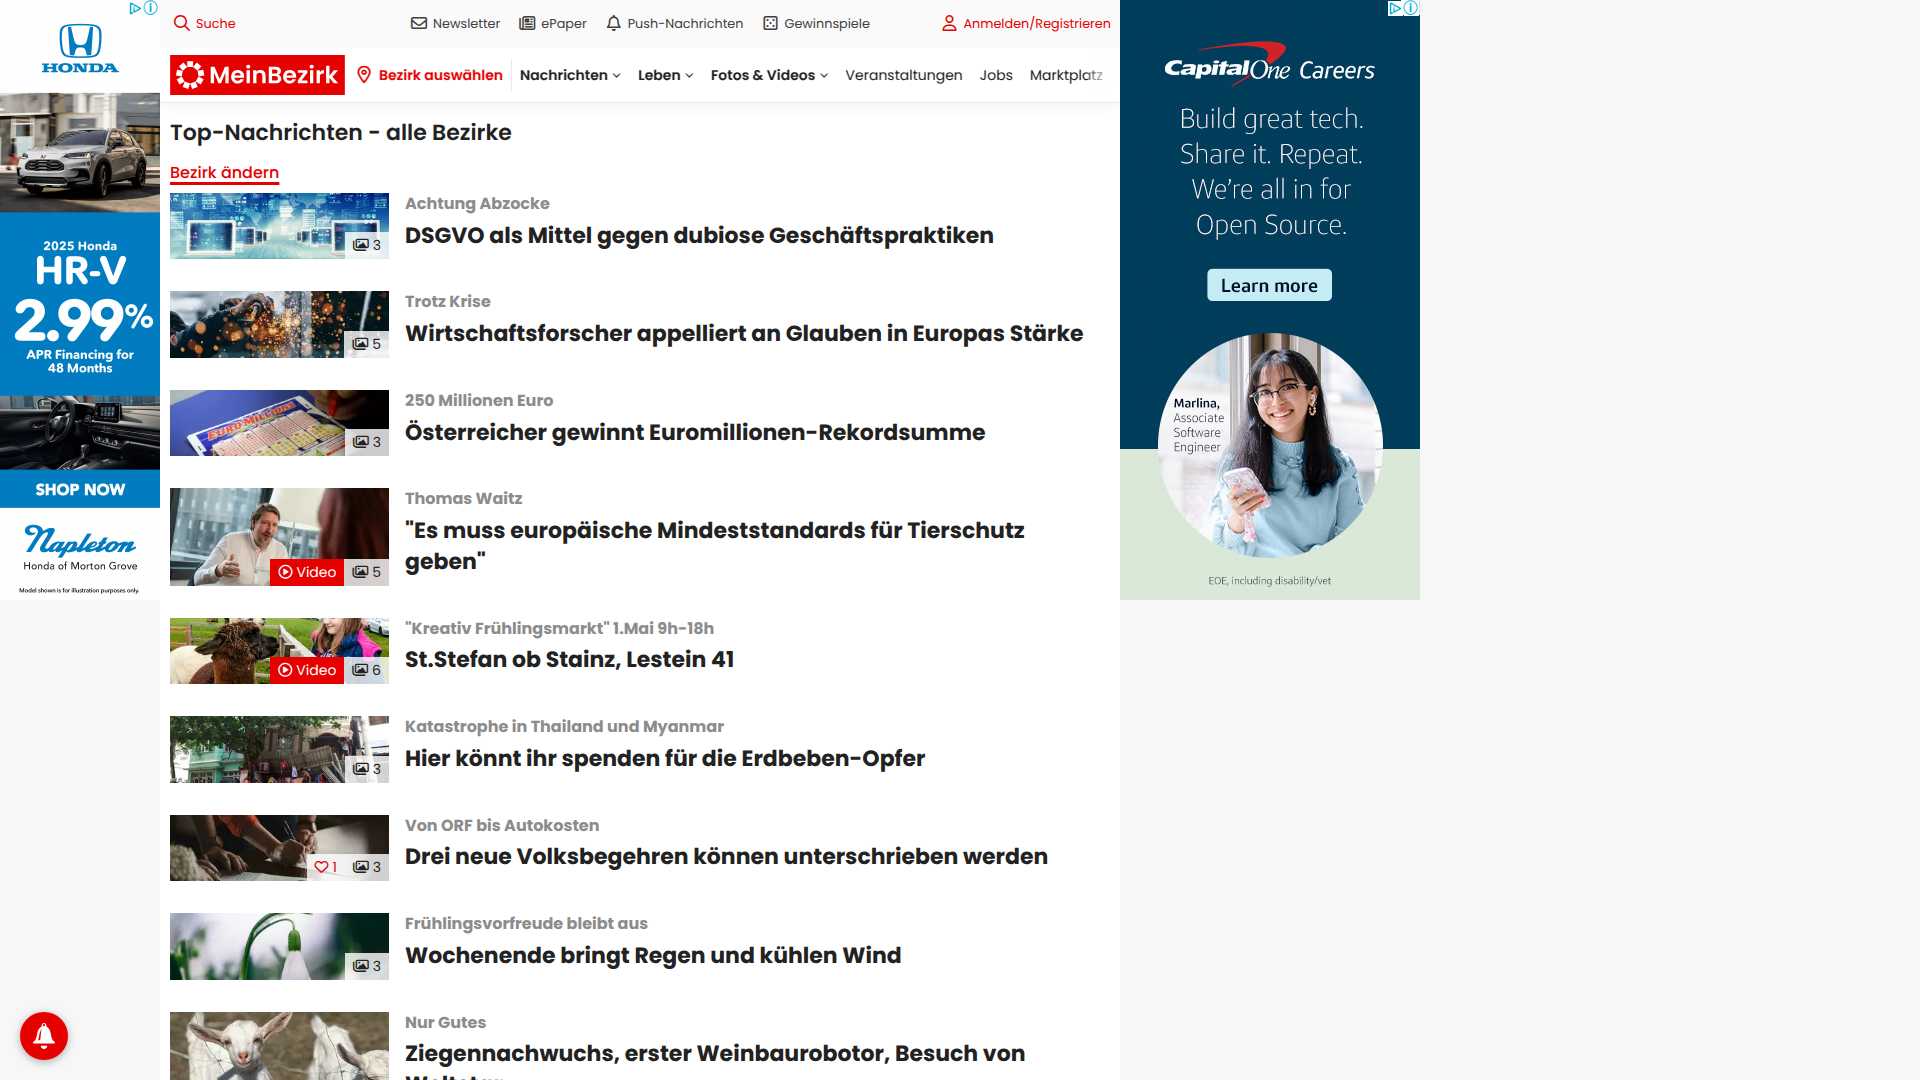 Suche
Newsletter
ePaper
Push-Nachrichten
Gewinnspiele
Anmelden/Registrieren
MeinBezirk
Bezirk auswählen
Nachrichten
Leben
Fotos & Videos
Veranstaltungen
Jobs
Marktplatz
Top-Nachrichten - alle Bezirke
Bezirk ändern
3
Achtung Abzocke
DSGVO als Mittel gegen dubiose Geschäftspraktiken
5
Trotz Krise
Wirtschaftsforscher appelliert an Glauben in Europas Stärke
EURO MILLIONS
3
250 Millionen Euro
Österreicher gewinnt Euromillionen-Rekordsumme
Video 5
Thomas Waitz
"Es muss europäische Mindeststandards für Tierschutz
geben"
Video 6
"Kreativ Frühlingsmarkt" 1.Mai 9h-18h
St.Stefan ob Stainz, Lestein 41
3
Katastrophe in Thailand und Myanmar
Hier könnt ihr spenden für die Erdbeben-Opfer
1 3
Von ORF bis Autokosten
Drei neue Volksbegehren können unterschrieben werden
3
Frühlingsvorfreude bleibt aus
Wochenende bringt Regen und kühlen Wind
Nur Gutes
Ziegennachwuchs, erster Weinbaurobotor, Besuch von
HONDA
2025 Honda
HR-V
2.99%
APR Financing for
48 Months
SHOP NOW
Napleton
Honda of Morton Grove
Model shown is for illustration purposes only.
CapitalOne Careers
Build great tech.
Share it. Repeat.
We're all in for
Open Source.
Learn more
Marlina,
Associate
Software
Engineer
EOE, including disability/vet